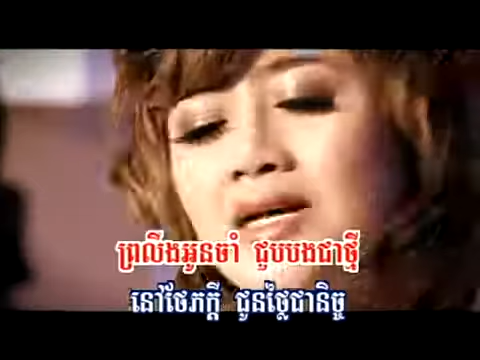 ព្រលឹងអូនចាំ ជួបបងជាថ្មី
នៅថែភក្ដី ជូនថ្លៃជានិច្ច